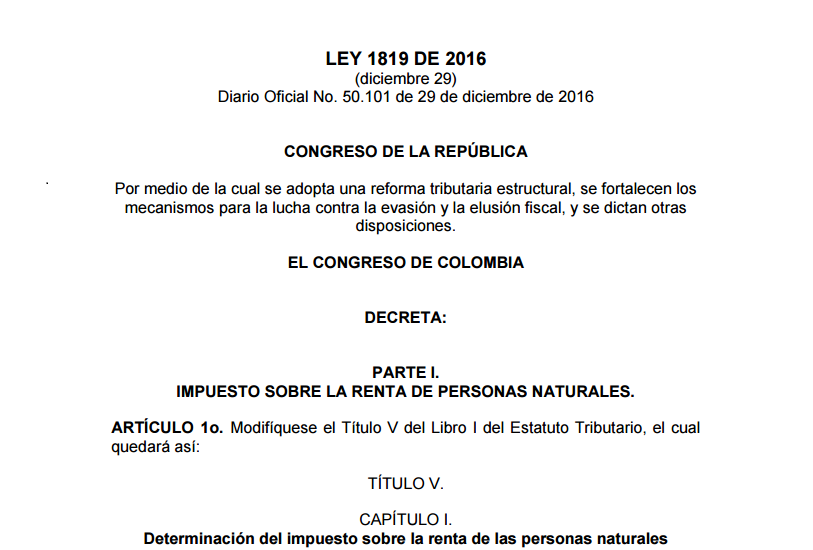 LEY 1819 DE 2016
(diciembre 29)
Diario Oficial No. 50.101 de 29 de diciembre de 2016
CONGRESO DE LA REPÚBLICA
Por medio de la cual se adopta una reforma tributaria estructural, se fortalecen los
mecanismos para la lucha contra la evasión y la elusión fiscal, y se dictan otras
disposiciones.
EL CONGRESO DE COLOMBIA
DECRETA:
PARTE I.
IMPUESTO SOBRE LA RENTA DE PERSONAS NATURALES.
ARTÍCULO 1o. Modifíquese el Título V del Libro I del Estatuto Tributario, el cual
quedará así:
TÍTULO V.
CAPÍTULO I.
Determinación del impuesto sobre la renta de las personas naturales